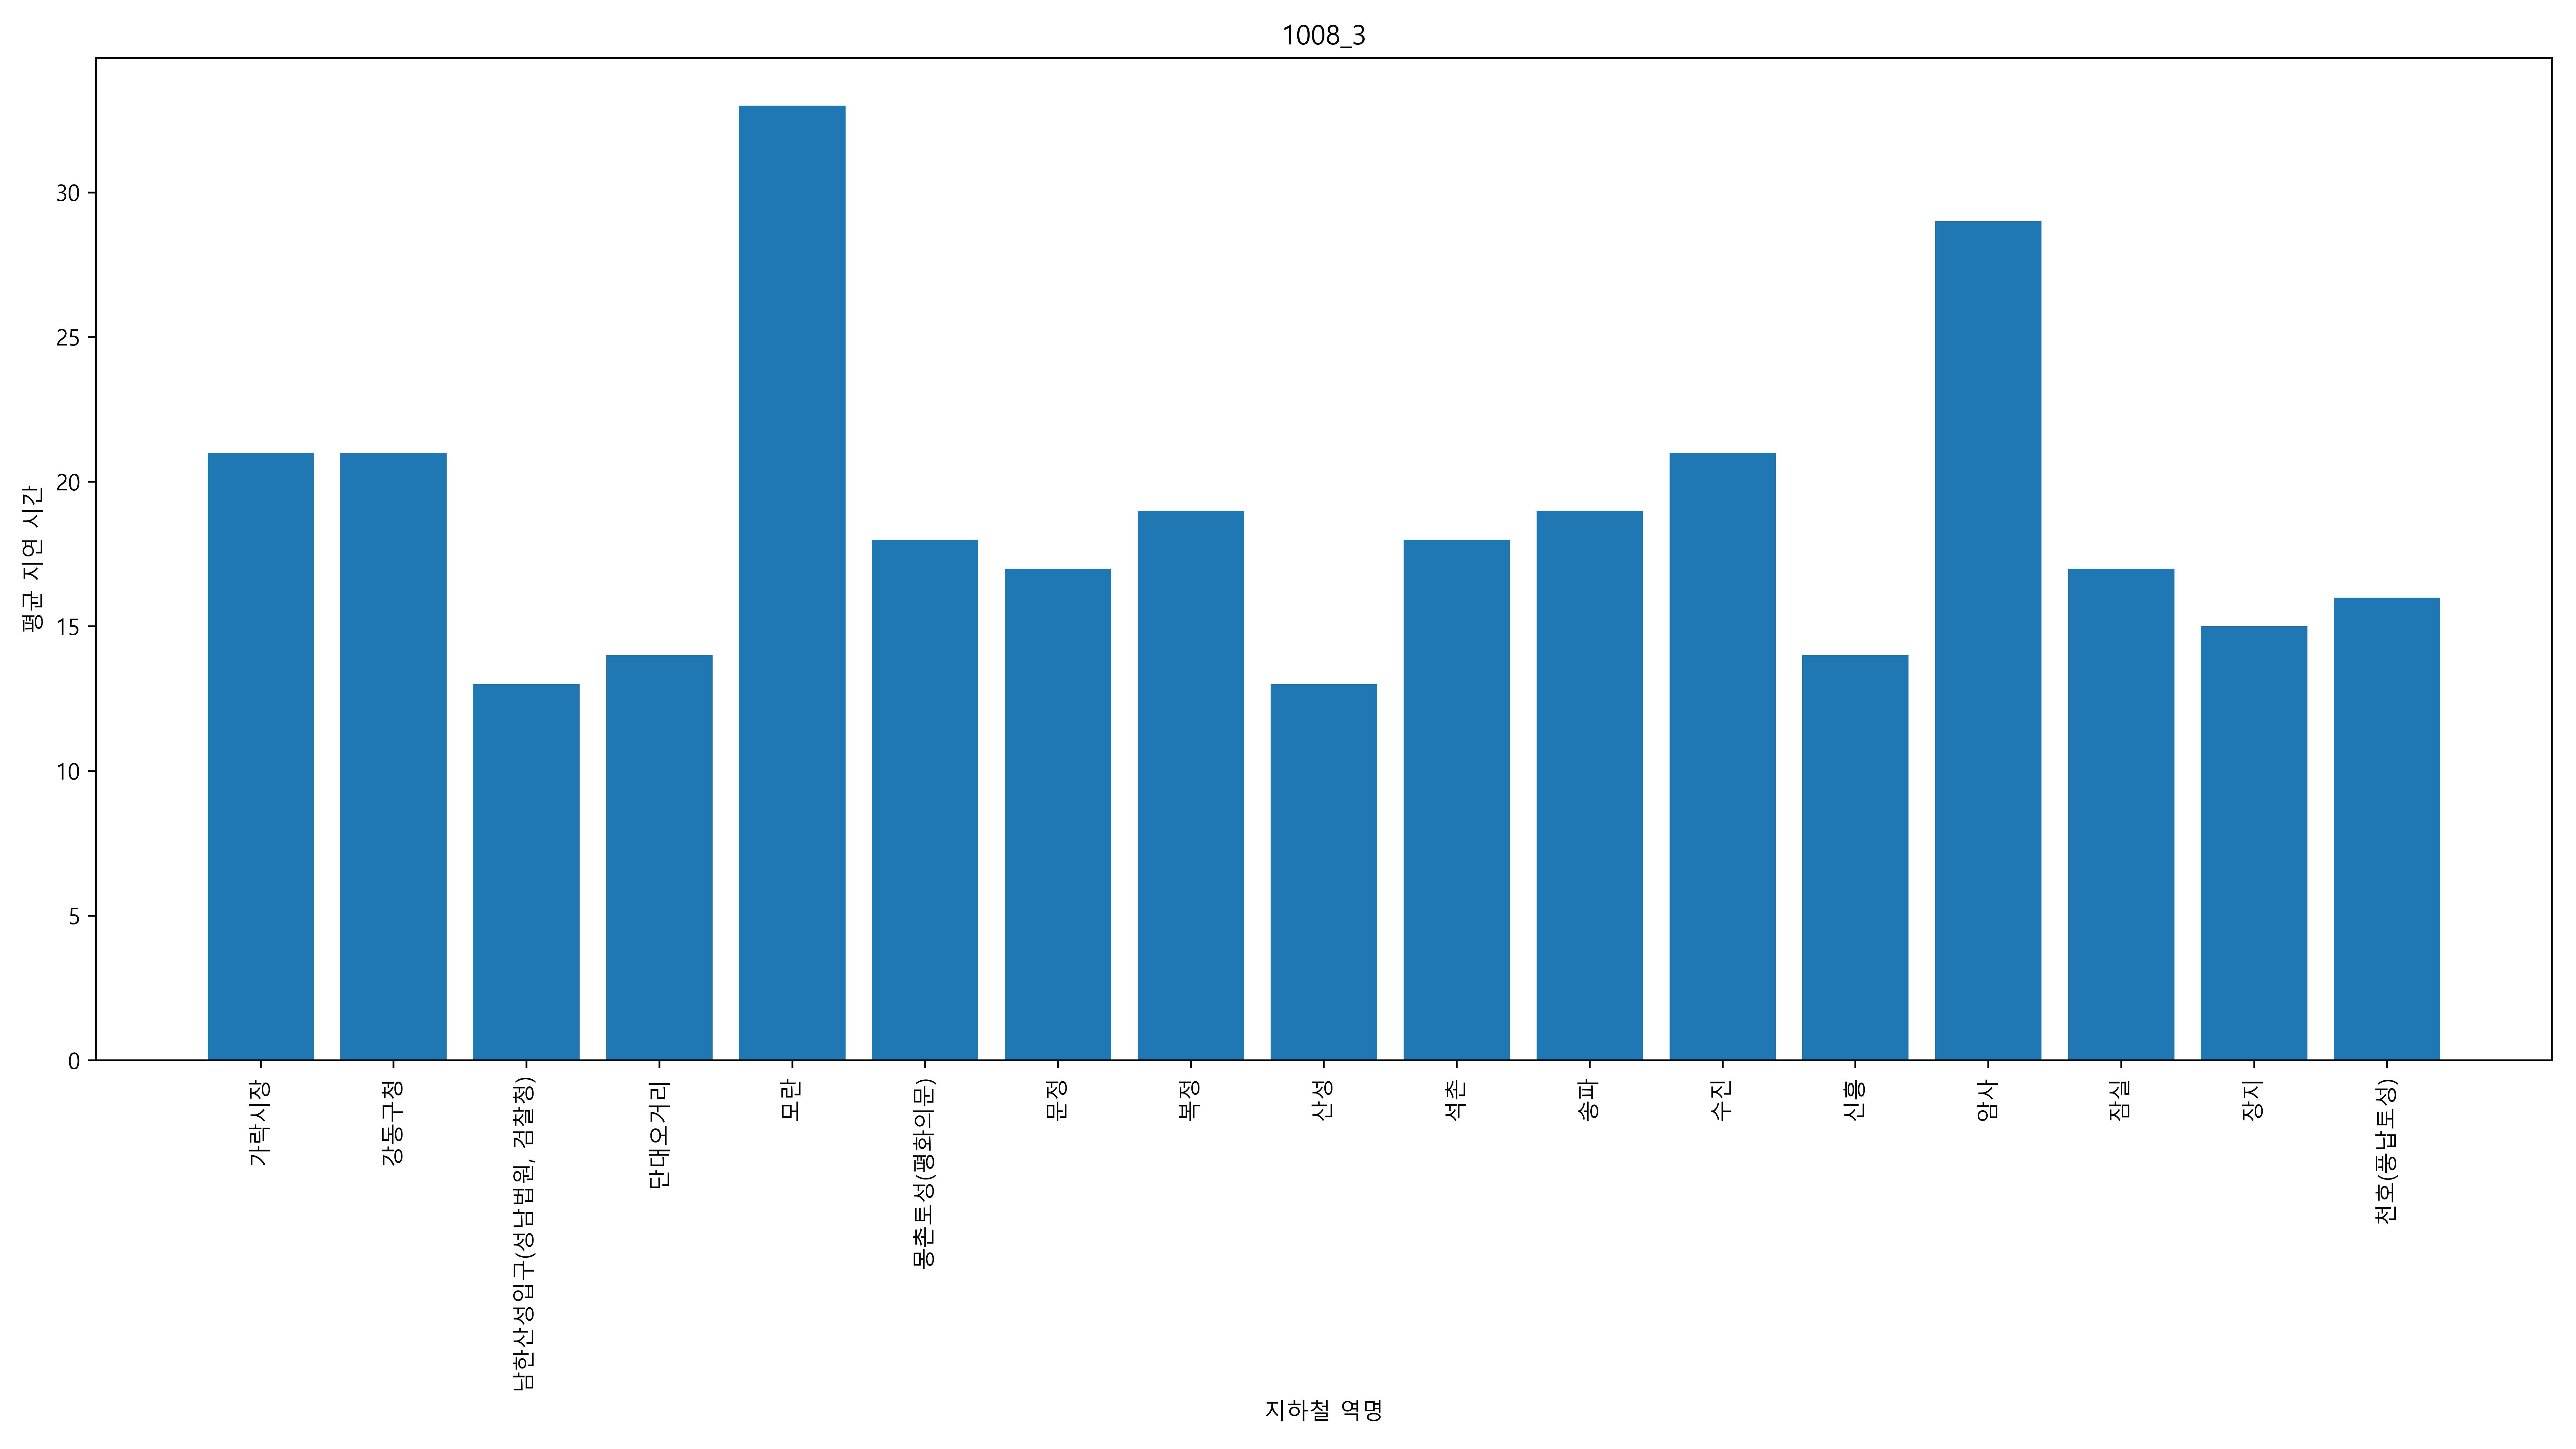 1008_3
평균 지연 시간
30
25
20
15
10
5
0
가락시장
강동구청
남한산성입구(성남법원, 검찰청)
단대오거리
모란
몽촌토성(평화의문)
문정
복정
산성
석촌
송파
수진
신흥
암사
잠실
장지
천호(풍납토성)
지하철 역명